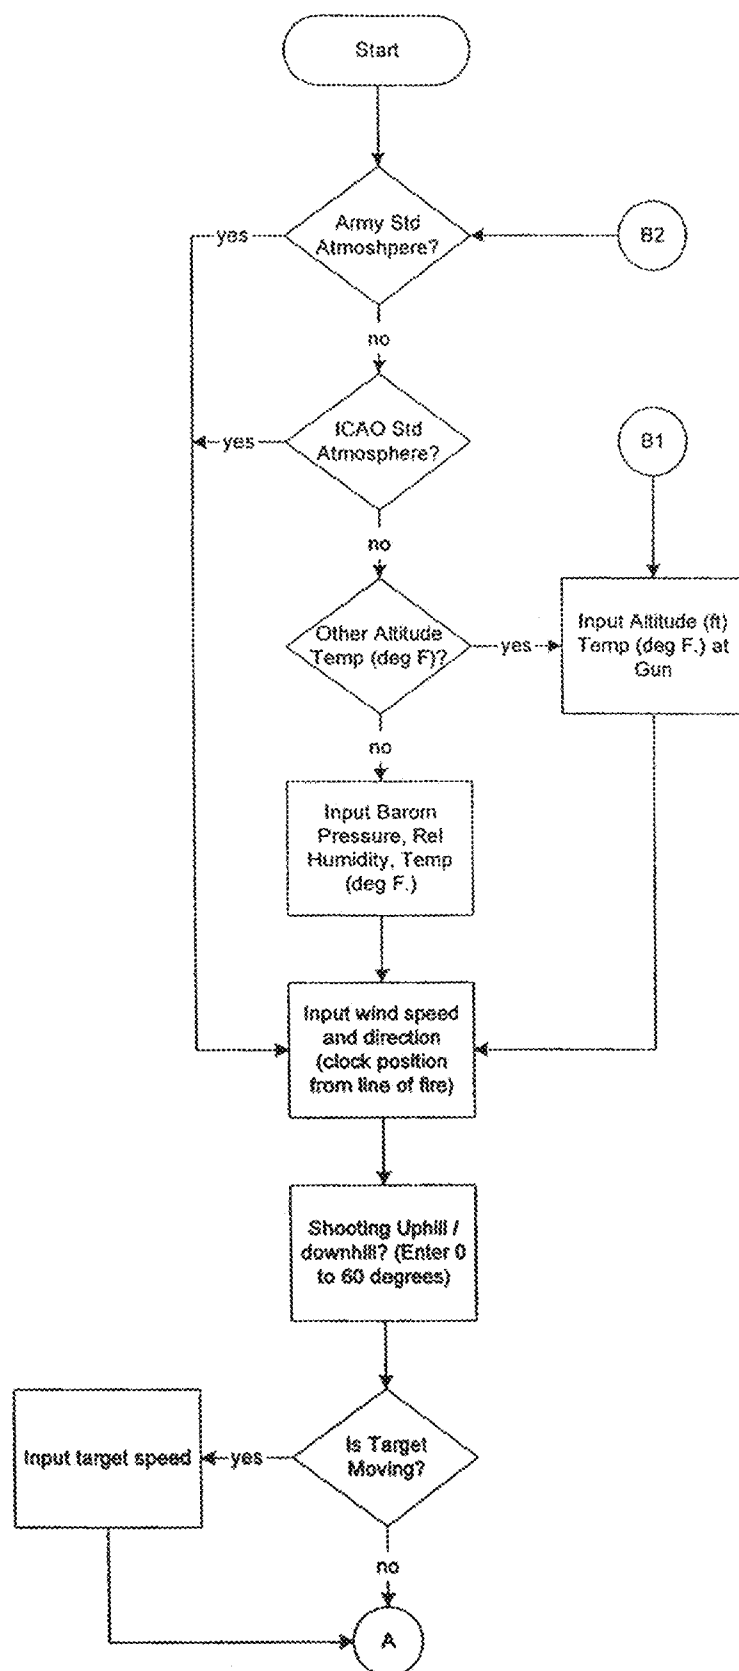 Start
Army Std
Atmoshpere?
yes
B2
no
ICAO Std
Atmosphere?
yes
B1
no
Other Altitude
Temp (deg F)?
yes
Input Altitude (ft)
Temp (deg F.) at
Gun
no
Input Barom
Pressure, Rel
Humidity, Temp
(deg F.)
Input wind speed
and direction
(clock position
from line of fire)
Shooting Uphill /
downhill? (Enter 0
to 60 degrees)
Is Target
Moving?
yes
Input target speed
no
A